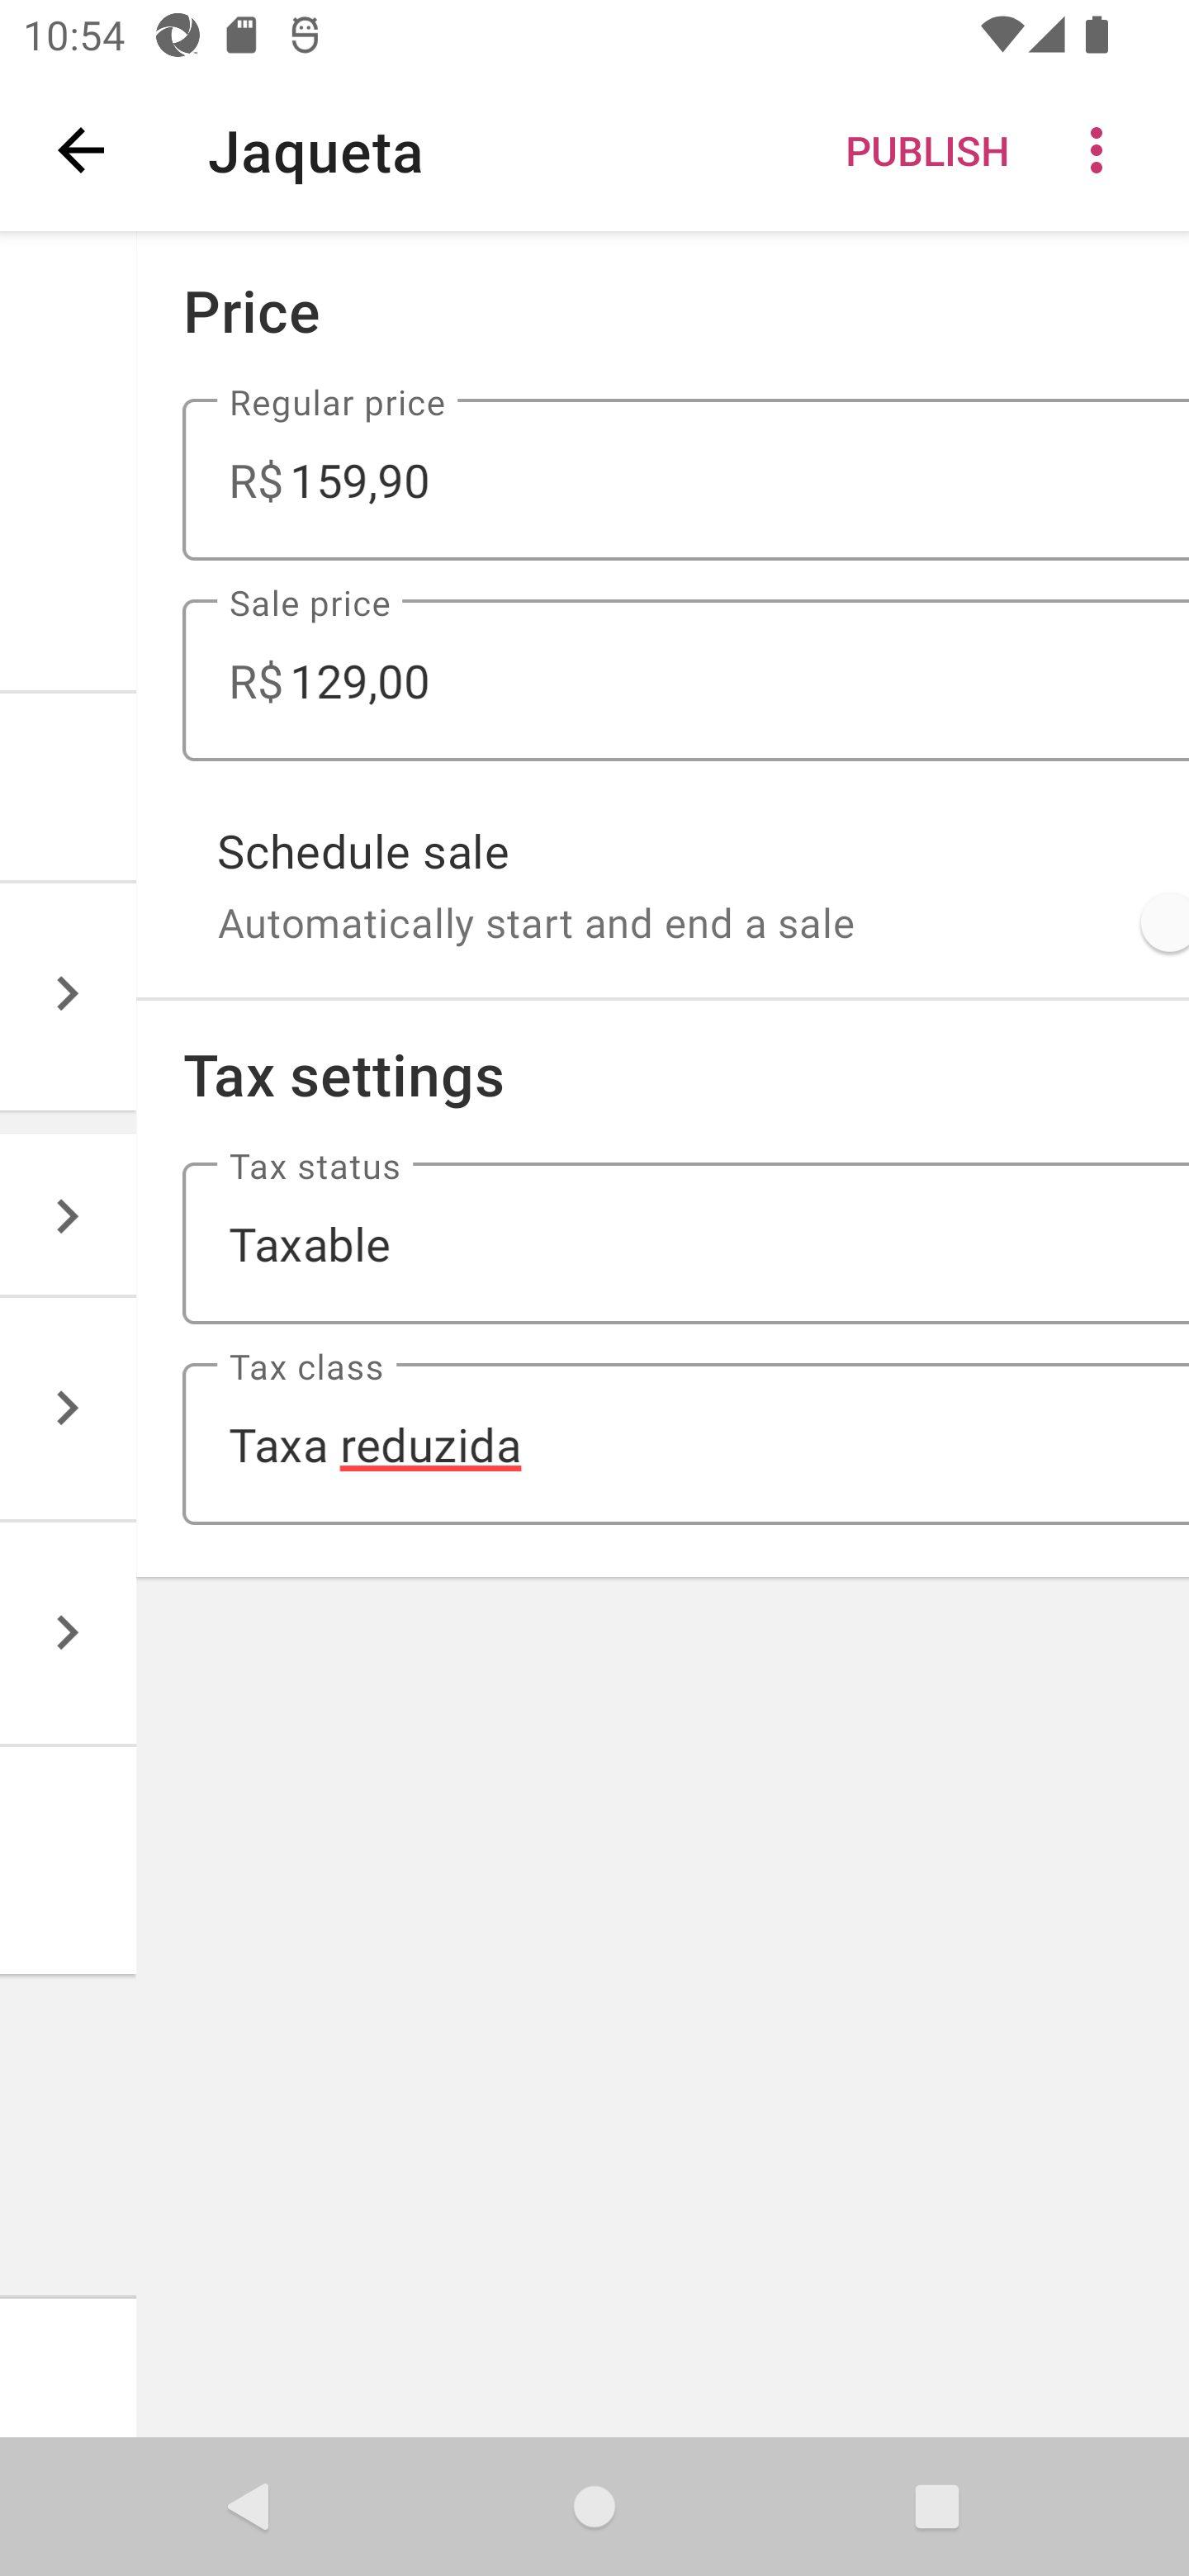 10:54
Jaqueta
PUBLISH
Price
Regular price
R$ 159,90
Sale price
R$ 129,00
Schedule sale
Automatically start and end a sale
Tax settings
Tax status
Taxable
Tax class
Taxa reduzida